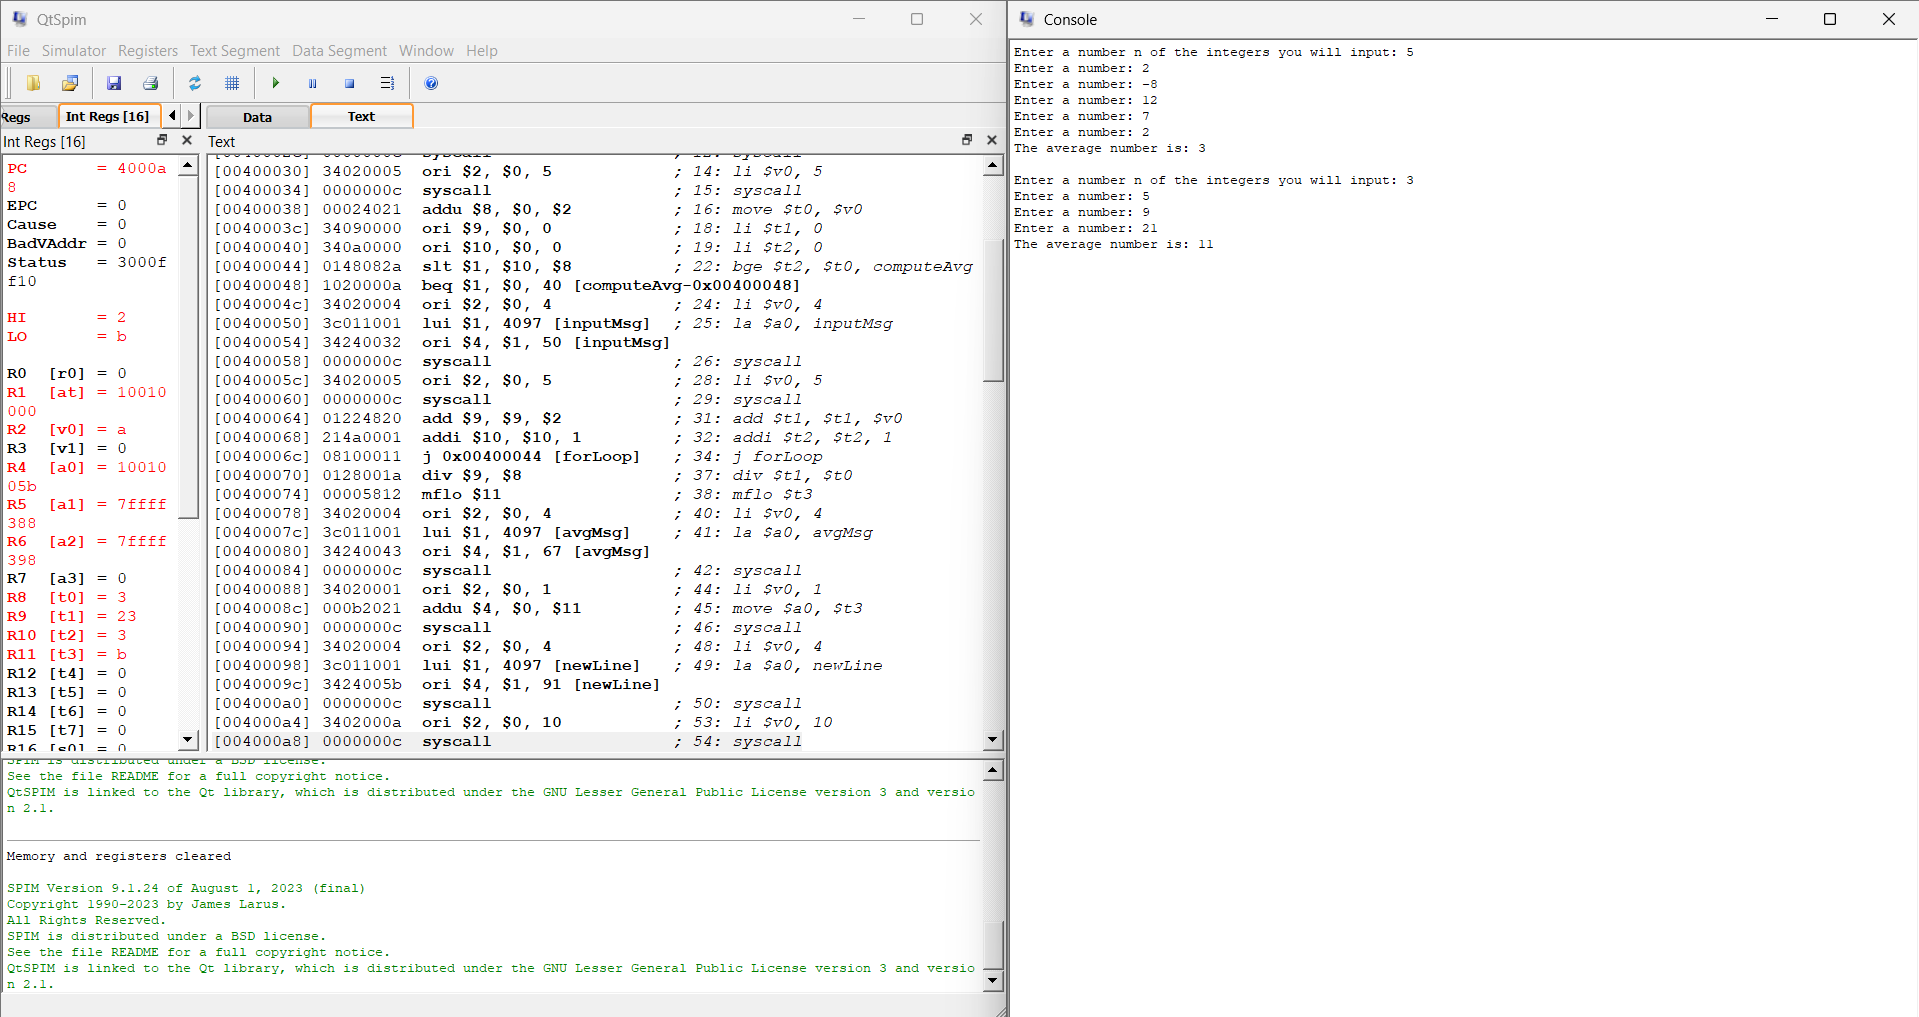 QtSpim
File Simulator Registers Text Segment Data Segment Window Help
Regs Int Regs [16] Data Text
Int Regs [16]
PC = 4000a
8
EPC = 0
Cause = 0
BadVAddr = 0
Status = 3000f
f10
HI = 2
LO = b
R0 [r0] = 0
R1 [at] = 10010
000
R2 [v0] = a
R3 [v1] = 0
R4 [a0] = 10010
05b
R5 [a1] = 7ffff
388
R6 [a2] = 7ffff
398
R7 [a3] = 0
R8 [t0] = 3
R9 [t1] = 23
R10 [t2] = 3
R11 [t3] = b
R12 [t4] = 0
R13 [t5] = 0
R14 [t6] = 0
R15 [t7] = 0
R16 [s0] = 0
Text
[0040002c] 0000000c syscall ; 12: syscall
[00400030] 34020005 ori $2, $0, 5 ; 14: li $v0, 5
[00400034] 0000000c syscall ; 15: syscall
[00400038] 00024021 addu $8, $0, $2 ; 16: move $t0, $v0
[0040003c] 34090000 ori $9, $0, 0 ; 18: li $t1, 0
[00400040] 340a0000 ori $10, $0, 0 ; 19: li $t2, 0
[00400044] 0148082a slt $1, $10, $8 ; 22: bge $t2, $t0, computeAvg
[00400048] 1020000a beq $1, $0, 40 [computeAvg-0x00400048]
[0040004c] 34020004 ori $2, $0, 4 ; 24: li $v0, 4
[00400050] 3c011001 lui $1, 4097 [inputMsg] ; 25: la $a0, inputMsg
[00400054] 34240032 ori $4, $1, 50 [inputMsg]
[00400058] 0000000c syscall ; 26: syscall
[0040005c] 34020005 ori $2, $0, 5 ; 28: li $v0, 5
[00400060] 0000000c syscall ; 29: syscall
[00400064] 01224820 add $9, $9, $2 ; 31: add $t1, $t1, $v0
[00400068] 214a0001 addi $10, $10, 1 ; 32: addi $t2, $t2, 1
[0040006c] 08100011 j 0x00400044 [forLoop] ; 34: j forLoop
[00400070] 0128001a div $9, $8 ; 37: div $t1, $t0
[00400074] 00005812 mflo $11 ; 38: mflo $t3
[00400078] 34020004 ori $2, $0, 4 ; 40: li $v0, 4
[0040007c] 3c011001 lui $1, 4097 [avgMsg] ; 41: la $a0, avgMsg
[00400080] 34240043 ori $4, $1, 67 [avgMsg]
[00400084] 0000000c syscall ; 42: syscall
[00400088] 34020001 ori $2, $0, 1 ; 44: li $v0, 1
[0040008c] 000b2021 addu $4, $0, $11 ; 45: move $a0, $t3
[00400090] 0000000c syscall ; 46: syscall
[00400094] 34020004 ori $2, $0, 4 ; 48: li $v0, 4
[00400098] 3c011001 lui $1, 4097 [newLine] ; 49: la $a0, newLine
[0040009c] 3424005b ori $4, $1, 91 [newLine]
[004000a0] 0000000c syscall ; 50: syscall
[004000a4] 3402000a ori $2, $0, 10 ; 53: li $v0, 10
[004000a8] 0000000c syscall ; 54: syscall
SPIM is distributed under a BSD license.
See the file README for a full copyright notice.
QtSPIM is linked to the Qt library, which is distributed under the GNU Lesser General Public License version 3 and versio
n 2.1.
Memory and registers cleared
SPIM Version 9.1.24 of August 1, 2023 (final)
Copyright 1990-2023 by James Larus.
All Rights Reserved.
SPIM is distributed under a BSD license.
See the file README for a full copyright notice.
QtSPIM is linked to the Qt library, which is distributed under the GNU Lesser General Public License version 3 and versio
n 2.1.
Console
Enter a number n of the integers you will input: 5
Enter a number: 2
Enter a number: -8
Enter a number: 12
Enter a number: 7
Enter a number: 2
The average number is: 3
Enter a number n of the integers you will input: 3
Enter a number: 5
Enter a number: 9
Enter a number: 21
The average number is: 11